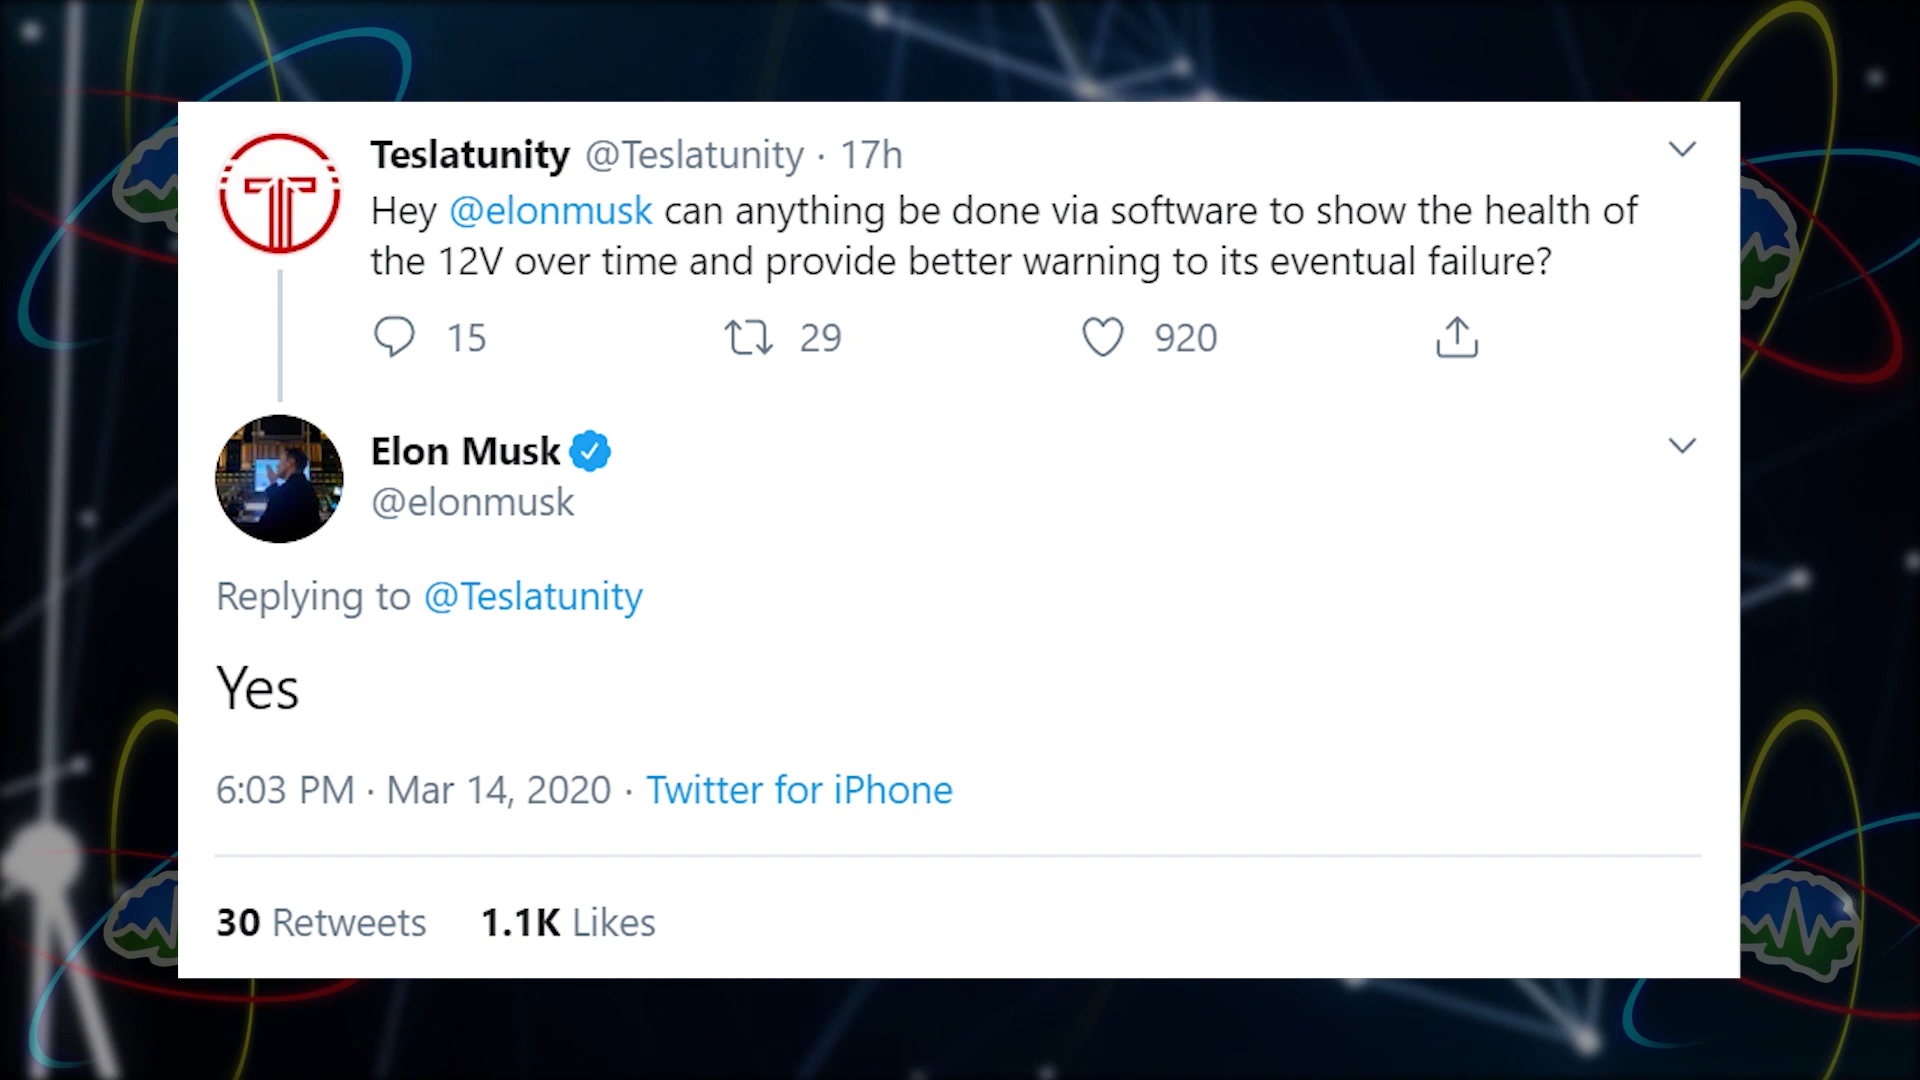 Teslatunity @Teslatunity · 17h
Hey @elonmusk can anything be done via software to show the health of
the 12V over time and provide better warning to its eventual failure?
15 29 920
Elon Musk
@elonmusk
Replying to @Teslatunity
Yes
6:03 PM · Mar 14, 2020 · Twitter for iPhone
30 Retweets 1.1K Likes